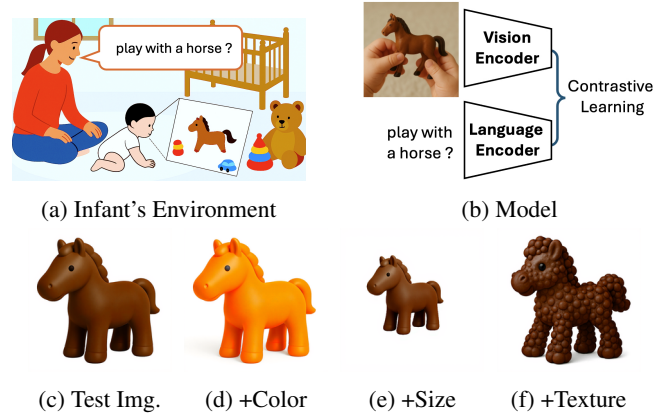 play with a horse ?
(a) Infant's Environment
Vision
Encoder
play with
a horse ?
Language
Encoder
Contrastive
Learning
(b) Model
(c) Test Img.
(d) +Color
(e) +Size
(f) +Texture